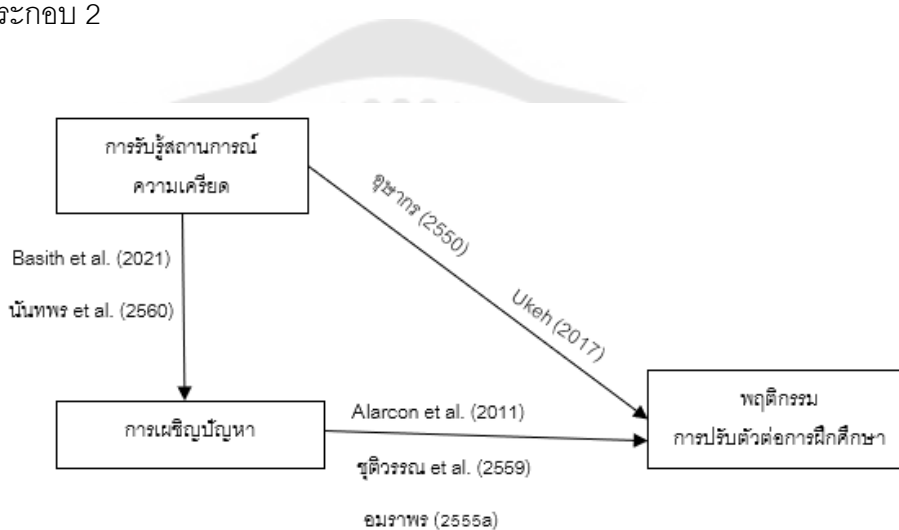 ระกอบ 2
การรับรู้สถานการณ์
ความเครียด
อุษากร (2550)
Ukeh (2017)
Basith et al. (2021)
นันทพร et al. (2560)
การเผชิญปัญหา
Alarcon et al. (2011)
ชุติวรรณ et al. (2559)
อมราพร (2555a)
พฤติกรรม
การปรับตัวต่อการฝึกศึกษา